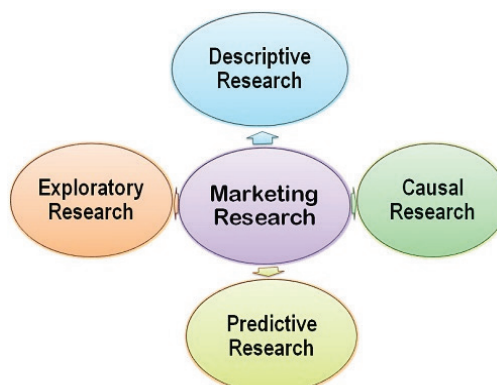 Descriptive
Research
Exploratory
Research
Marketing
Research
Causal
Research
Predictive
Research